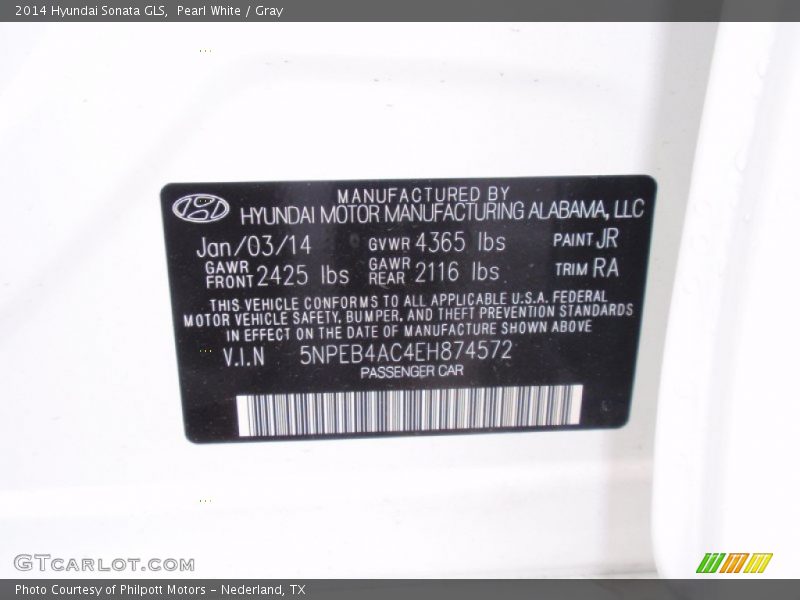 2014 Hyundai Sonata GLS, Pearl White / Gray
MANUFACTURED BY
HYUNDAI MOTOR MANUFACTURING ALABAMA, LLC
Jan/03/14 GVWR 4365 lbs PAINT JR
GAWR FRONT 2425 lbs GAWR REAR 2116 lbs TRIM RA
THIS VEHICLE CONFORMS TO ALL APPLICABLE U.S.A. FEDERAL
MOTOR VEHICLE SAFETY, BUMPER, AND THEFT PREVENTION STANDARDS
IN EFFECT ON THE DATE OF MANUFACTURE SHOWN ABOVE
V.I.N 5NPEB4AC4EH874572
PASSENGER CAR
GTCARLOT.COM
Photo Courtesy of Philpott Motors - Nederland, TX